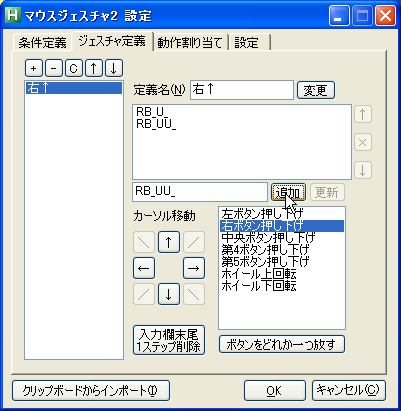 マウスジェスチャ2 設定
条件定義
ジェスチャ定義
動作割り当て
設定
+ - C ↑ ↓
右↑
定義名(N)
右↑
変更
RB_U_
RB_UU_
↑
×
↓
RB_UU_
追加
更新
カーソル移動
↑
← →
↓
入力欄末尾
1ステップ削除
左ボタン押し下げ
右ボタン押し下げ
中央ボタン押し下げ
第4ボタン押し下げ
第5ボタン押し下げ
ホイール上回転
ホイール下回転
ボタンをどれか一つ放す
クリップボードからインポート(I)
OK
キャンセル(C)